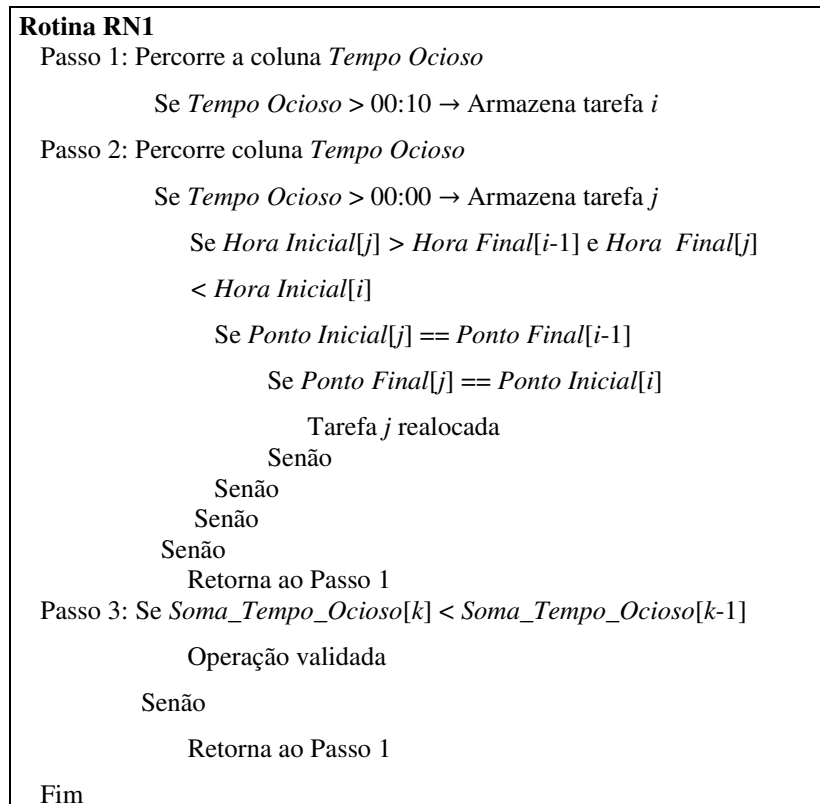 Rotina RN1
Passo 1: Percorre a coluna Tempo Ocioso
Se Tempo Ocioso > 00:10 → Armazena tarefa i
Passo 2: Percorre coluna Tempo Ocioso
Se Tempo Ocioso > 00:00 → Armazena tarefa j
Se Hora Inicial[j] > Hora Final[i-1] e Hora Final[j]
< Hora Inicial[i]
Se Ponto Inicial[j] == Ponto Final[i-1]
Se Ponto Final[j] == Ponto Inicial[i]
Tarefa j realocada
Senão
Senão
Senão
Senão
Retorna ao Passo 1
Passo 3: Se Soma_Tempo_Ocioso[k] < Soma_Tempo_Ocioso[k-1]
Operação validada
Senão
Retorna ao Passo 1
Fim